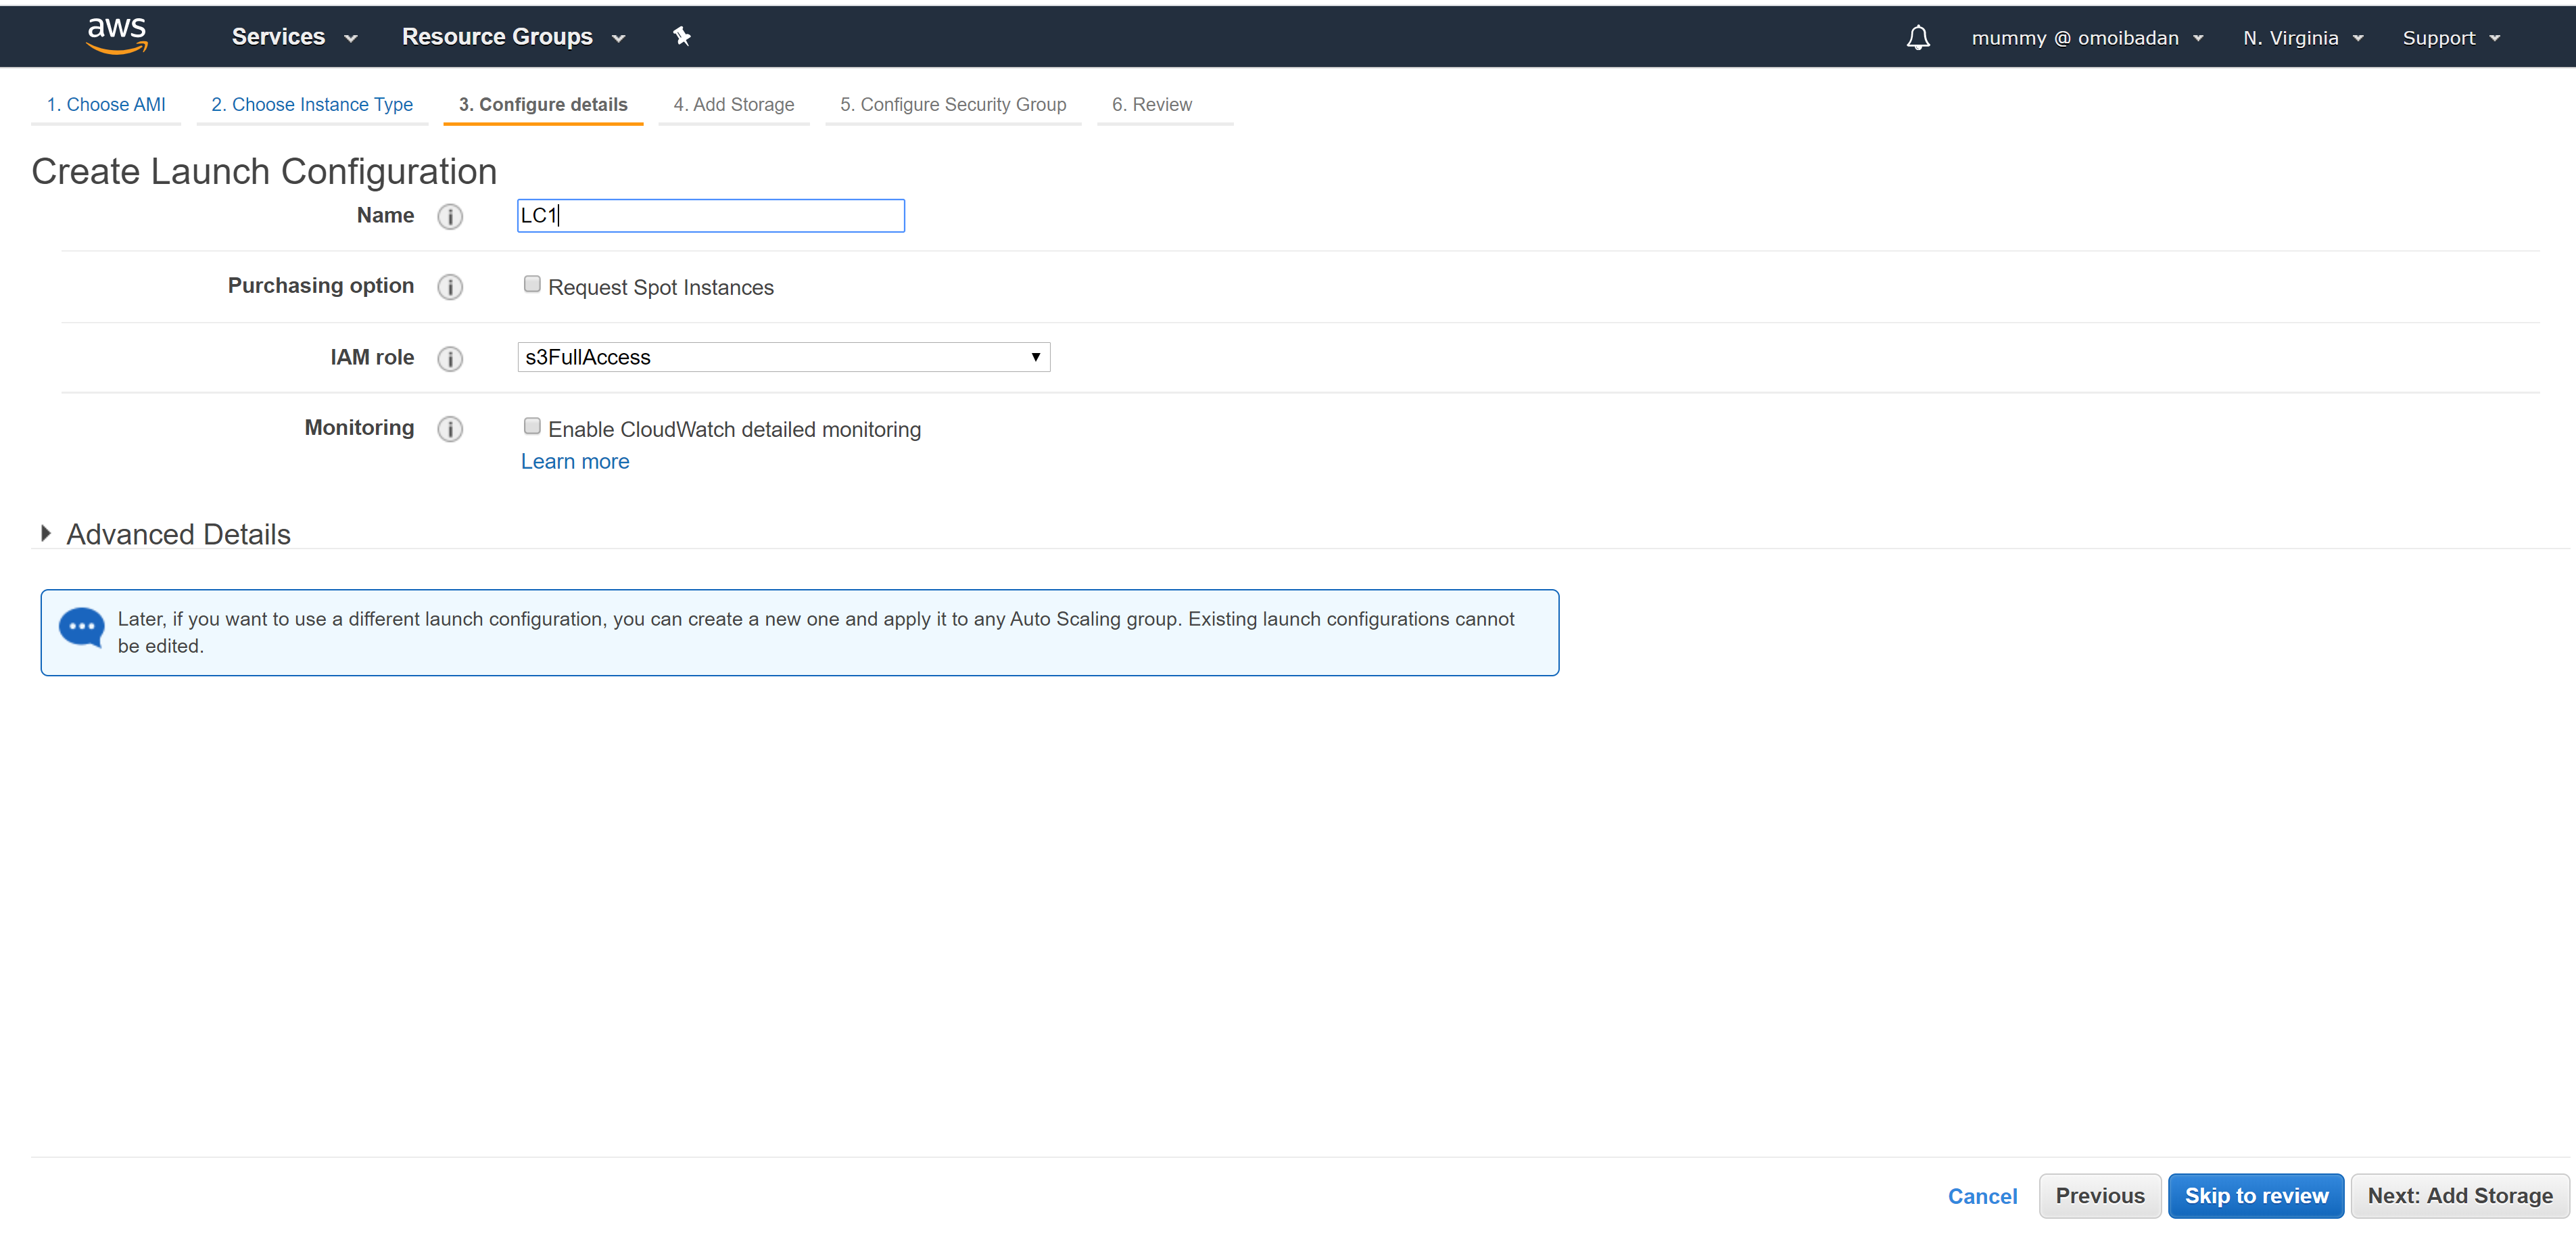 aws Services Resource Groups mummy @ omoibadan N. Virginia Support
1. Choose AMI 2. Choose Instance Type 3. Configure details 4. Add Storage 5. Configure Security Group 6. Review
Create Launch Configuration
Name i LC1
Purchasing option i Request Spot Instances
IAM role i s3FullAccess
Monitoring i Enable CloudWatch detailed monitoring
Learn more
Advanced Details
Later, if you want to use a different launch configuration, you can create a new one and apply it to any Auto Scaling group. Existing launch configurations cannot
be edited.
Cancel Previous Skip to review Next: Add Storage